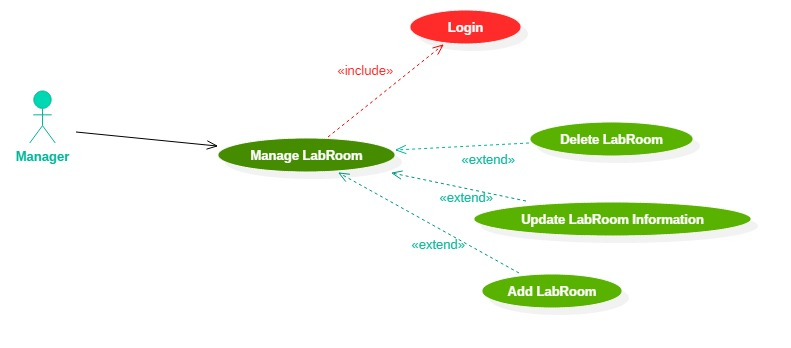 Login
«include»
Manager
Manage LabRoom
Delete LabRoom
«extend»
«extend»
Update LabRoom Information
«extend»
Add LabRoom